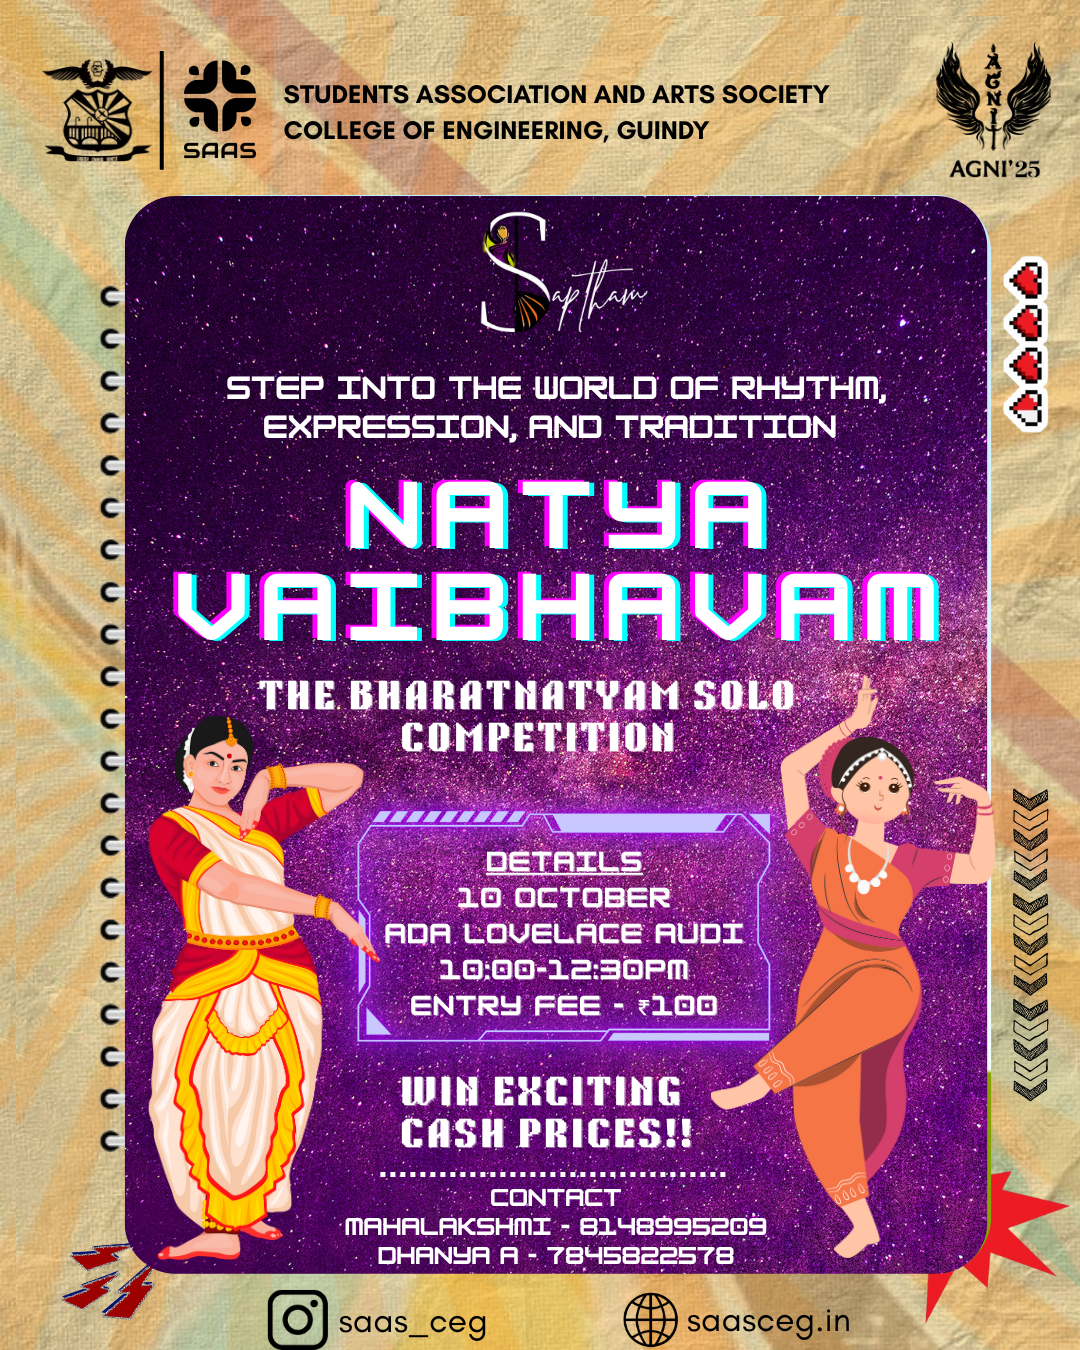 STUDENTS ASSOCIATION AND ARTS SOCIETY
COLLEGE OF ENGINEERING, GUINDY
SAAS
AGNI
AGNI'25
Saptham
STEP INTO THE WORLD OF RHYTHM,
EXPRESSION, AND TRADITION
NATYA
VAIBHAVAM
THE BHARATNATYAM SOLO
COMPETITION
DETAILS
10 OCTOBER
ADA LOVELACE AUDI
10:00-12:30PM
ENTRY FEE - ₹100
WIN EXCITING
CASH PRICES!!
CONTACT
MAHALAKSHMI - 8148995209
DHANYA A - 7845822578
saas_ceg
saasceg.in